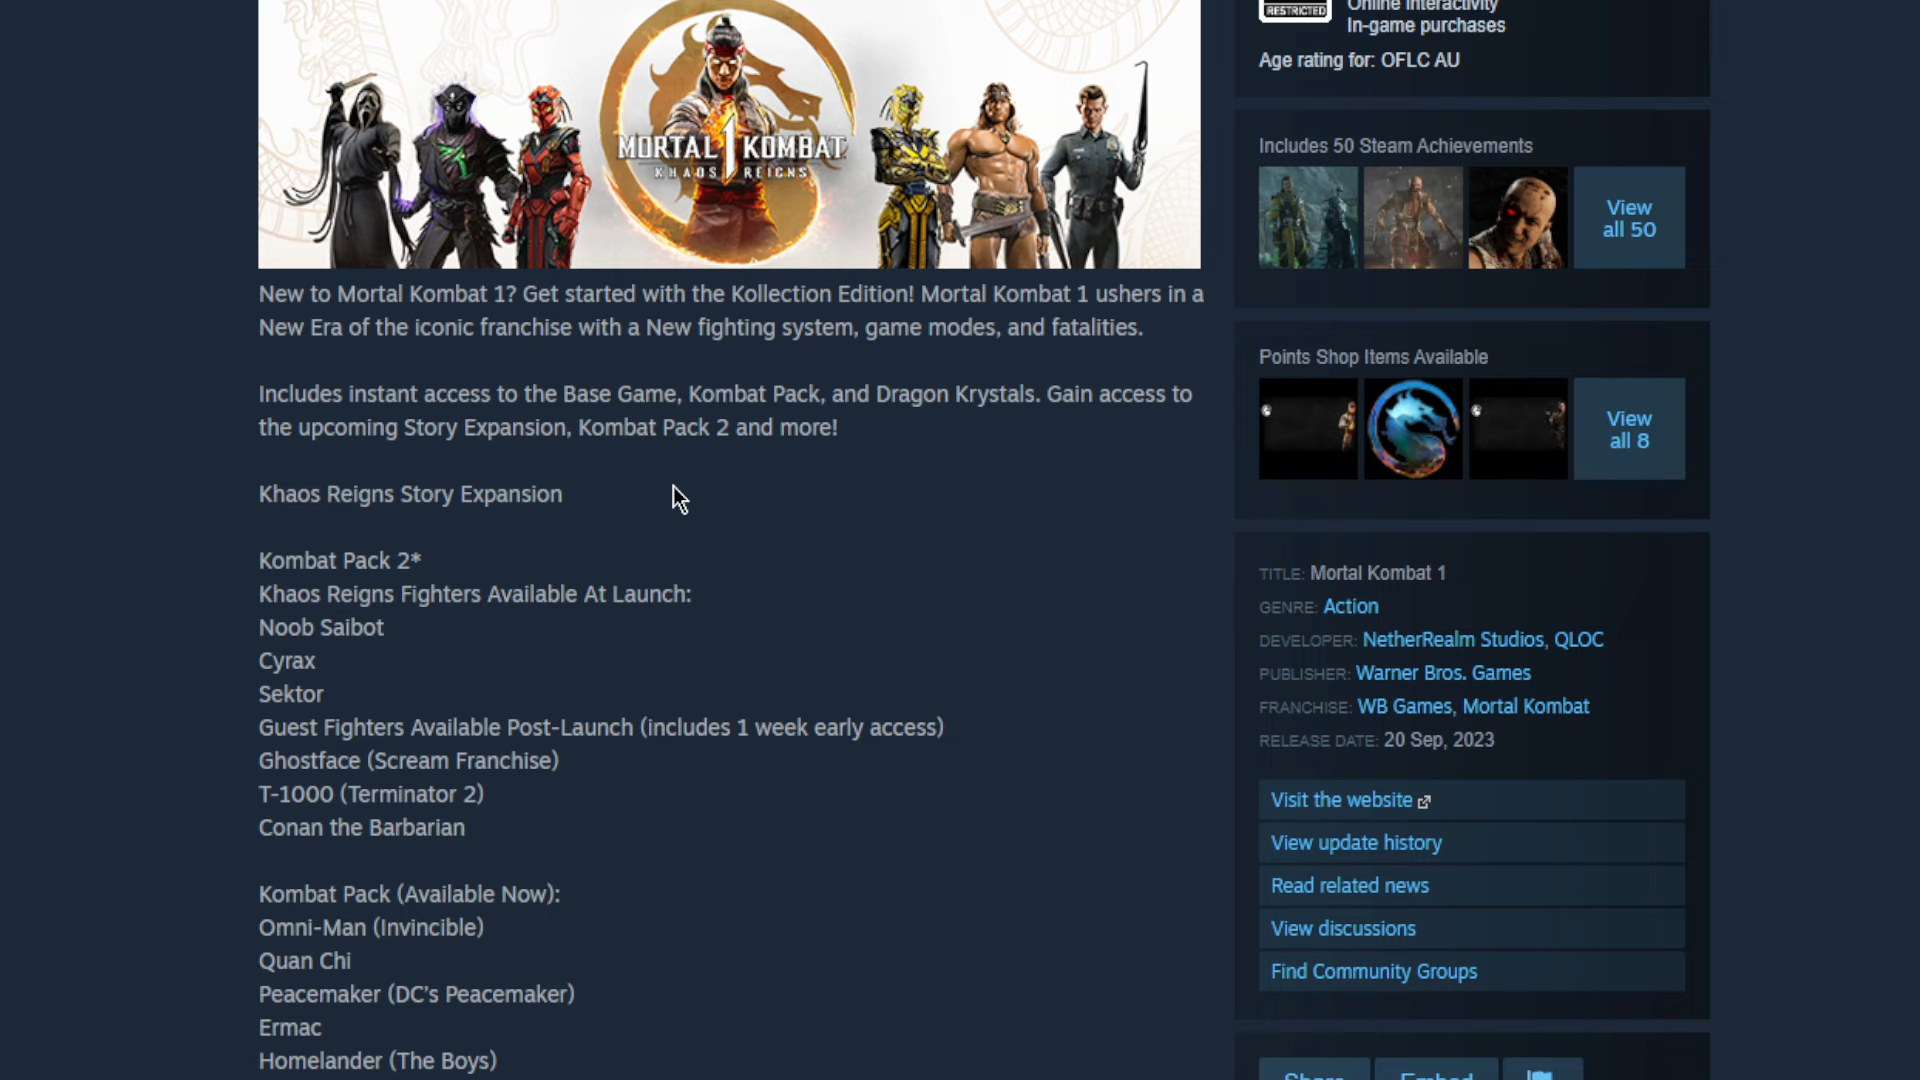 MORTAL 1 KOMBAT
KHAOS REIGNS
New to Mortal Kombat 1? Get started with the Kollection Edition! Mortal Kombat 1 ushers in a
New Era of the iconic franchise with a New fighting system, game modes, and fatalities.
Includes instant access to the Base Game, Kombat Pack, and Dragon Krystals. Gain access to
the upcoming Story Expansion, Kombat Pack 2 and more!
Khaos Reigns Story Expansion
Kombat Pack 2*
Khaos Reigns Fighters Available At Launch:
Noob Saibot
Cyrax
Sektor
Guest Fighters Available Post-Launch (includes 1 week early access)
Ghostface (Scream Franchise)
T-1000 (Terminator 2)
Conan the Barbarian
Kombat Pack (Available Now):
Omni-Man (Invincible)
Quan Chi
Peacemaker (DC's Peacemaker)
Ermac
Homelander (The Boys)
RESTRICTED
Online Interactivity
In-game purchases
Age rating for: OFLC AU
Includes 50 Steam Achievements
View
all 50
Points Shop Items Available
View
all 8
TITLE: Mortal Kombat 1
GENRE: Action
DEVELOPER: NetherRealm Studios, QLOC
PUBLISHER: Warner Bros. Games
FRANCHISE: WB Games, Mortal Kombat
RELEASE DATE: 20 Sep, 2023
Visit the website
View update history
Read related news
View discussions
Find Community Groups
Share Embed